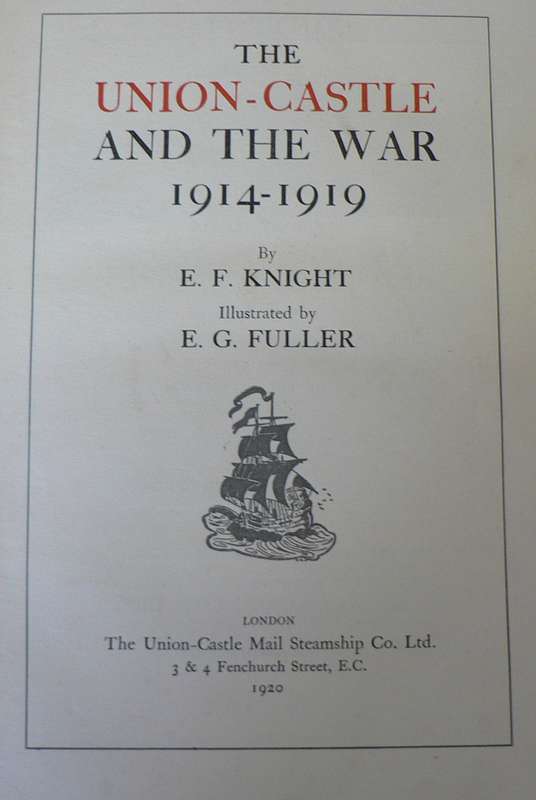 THE
UNION-CASTLE
AND THE WAR
1914-1919
By
E. F. KNIGHT
Illustrated by
E. G. FULLER
LONDON
The Union-Castle Mail Steamship Co. Ltd.
3 & 4 Fenchurch Street, E.C.
1920